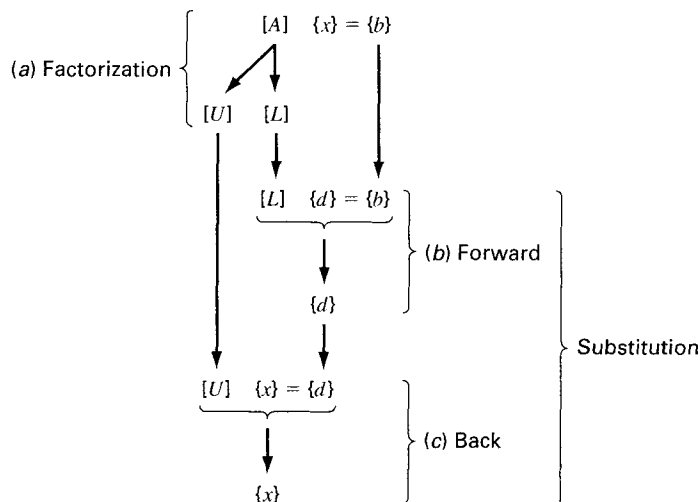 [A] {x} = {b}
(a) Factorization
[U] [L]
[L] {d} = {b}
(b) Forward
{d}
Substitution
[U] {x} = {d}
(c) Back
{x}